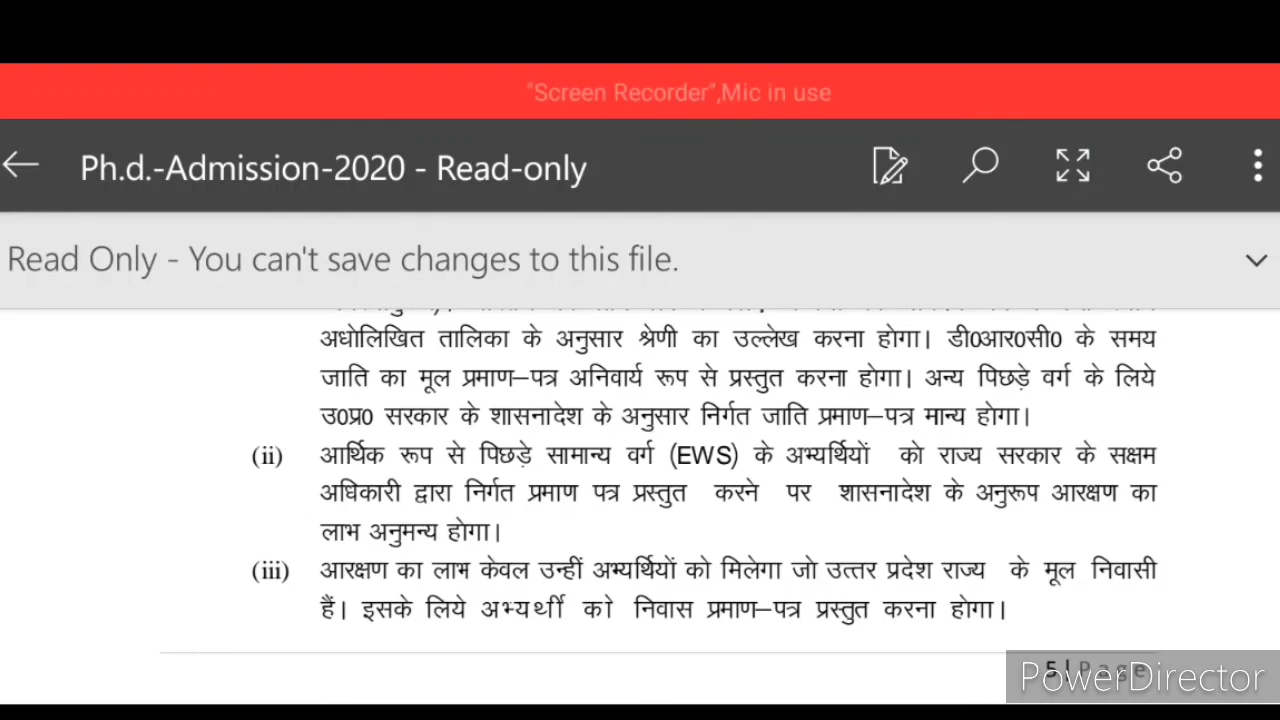 "Screen Recorder",Mic in use
Ph.d.-Admission-2020 - Read-only
Read Only - You can't save changes to this file.
अधोलिखित तालिका के अनुसार श्रेणी का उल्लेख करना होगा। डी0आर0सी0 के समय
जाति का मूल प्रमाण–पत्र अनिवार्य रूप से प्रस्तुत करना होगा। अन्य पिछड़े वर्ग के लिये
उ0प्र0 सरकार के शासनादेश के अनुसार निर्गत जाति प्रमाण–पत्र मान्य होगा।
(ii) आर्थिक रूप से पिछड़े सामान्य वर्ग (EWS) के अभ्यर्थियों को राज्य सरकार के सक्षम
अधिकारी द्वारा निर्गत प्रमाण पत्र प्रस्तुत करने पर शासनादेश के अनुरूप आरक्षण का
लाभ अनुमन्य होगा।
(iii) आरक्षण का लाभ केवल उन्हीं अभ्यर्थियों को मिलेगा जो उत्तर प्रदेश राज्य के मूल निवासी
हैं। इसके लिये अभ्यर्थी को निवास प्रमाण–पत्र प्रस्तुत करना होगा।
5 | Page
PowerDirector